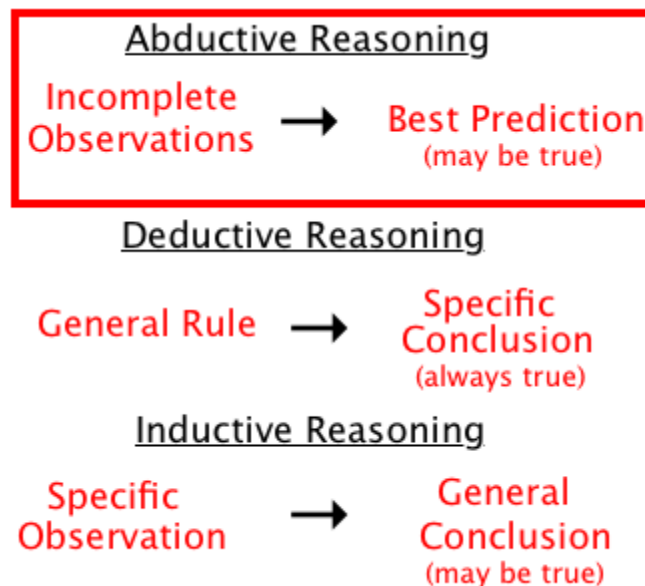 Abductive Reasoning
Incomplete
Observations
Best Prediction
(may be true)
Deductive Reasoning
General Rule
Specific
Conclusion
(always true)
Inductive Reasoning
Specific
Observation
General
Conclusion
(may be true)